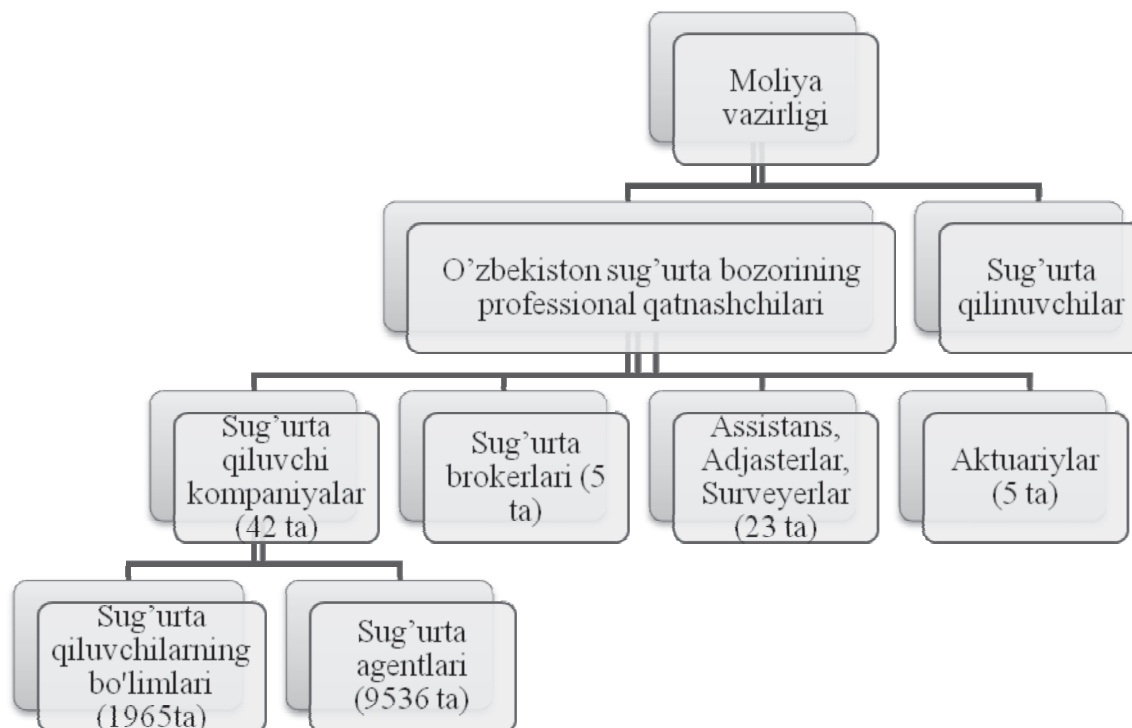 Moliya
vazirligi
O’zbekiston sug’urta bozorining
professional qatnashchilari
Sug’urta
qilinuvchilar
Sug’urta
qiluvchi
kompaniyalar
(42 ta)
Sug’urta
brokerlari (5
ta)
Assistans,
Adjasterlar,
Surveyerlar
(23 ta)
Aktuariylar
(5 ta)
Sug’urta
qiluvchilarning
bo'limlari
(1965ta)
Sug’urta
agentlari
(9536 ta)